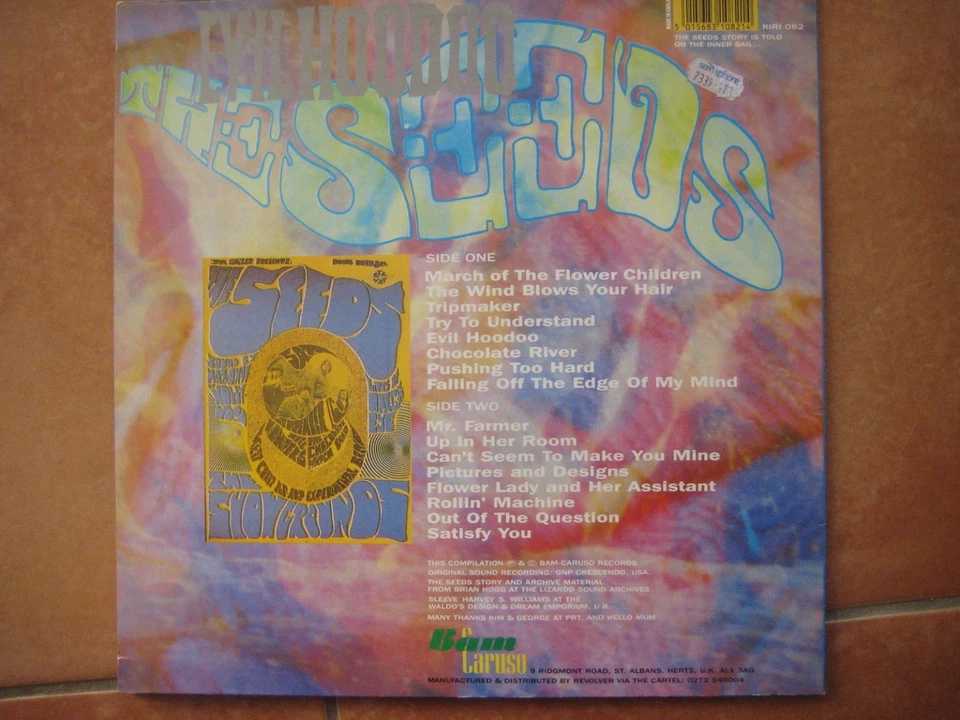 EVIL HOODOO
THE SEEDS
MADE IN ENGLAND
5 015683 108214
KIRI 082
THE SEEDS STORY IS TOLD
ON THE INNER BAG ...
semaphone
SIDE ONE
March of The Flower Children
The Wind Blows Your Hair
Tripmaker
Try To Understand
Evil Hoodoo
Chocolate River
Pushing Too Hard
Falling Off The Edge Of My Mind
SIDE TWO
Mr. Farmer
Up In Her Room
Can't Seem To Make You Mine
Pictures and Designs
Flower Lady and Her Assistant
Rollin' Machine
Out Of The Question
Satisfy You
PRESENTS:
SEEDS
THE
THIS COMPILATION ℗ & © BAM-CARUSO RECORDS
ORIGINAL SOUND RECORDING: GNP CRESCENDO, USA.
THE SEEDS STORY AND ARCHIVE MATERIAL
FROM BRIAN HOGG AT THE LIZARDD SOUND ARCHIVES
SLEEVE HARVEY S. WILLIAMS AT THE
WALDO'S DESIGN & DREAM EMPORIUM, U.K.
MANY THANKS KIM & GEORGE AT PRT, AND HELLO MUM
Bam
Caruso
9 RIDGMONT ROAD, ST. ALBANS, HERTS, U.K. AL1 3AG
MANUFACTURED & DISTRIBUTED BY REVOLVER VIA THE CARTEL: 0272 540004